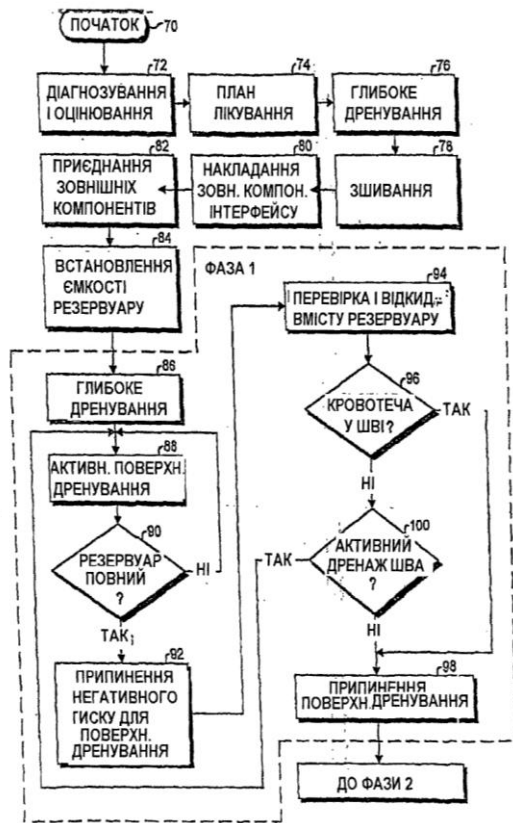 ПОЧАТОК
70
72
ДІАГНОЗУВАННЯ
І ОЦІНЮВАННЯ
74
ПЛАН
ЛІКУВАННЯ
76
ГЛИБОКЕ
ДРЕНУВАННЯ
78
ЗШИВАННЯ
80
НАКЛАДАННЯ
ЗОВН. КОМПОН.
ІНТЕРФЕЙСУ
82
ПРИЄДНАННЯ
ЗОВНІШНІХ
КОМПОНЕНТІВ
84
ВСТАНОВЛЕННЯ
ЄМКОСТІ
РЕЗЕРВУАРУ
ФАЗА 1
86
ГЛИБОКЕ
ДРЕНУВАННЯ
88
АКТИВН. ПОВЕРХН.
ДРЕНУВАННЯ
90
РЕЗЕРВУАР
ПОВНИЙ
?
НІ
ТАК
92
ПРИПИНЕННЯ
НЕГАТИВНОГО
ТИСКУ ДЛЯ
ПОВЕРХН.
ДРЕНУВАННЯ
94
ПЕРЕВІРКА І ВІДКИД.
ВМІСТУ РЕЗЕРВУАРУ
96
КРОВОТЕЧА
У ШВІ?
ТАК
НІ
100
АКТИВНИЙ
ДРЕНАЖ ШВА
?
ТАК
НІ
98
ПРИПИНЕННЯ
ПОВЕРХН. ДРЕНУВАННЯ
ДО ФАЗИ 2